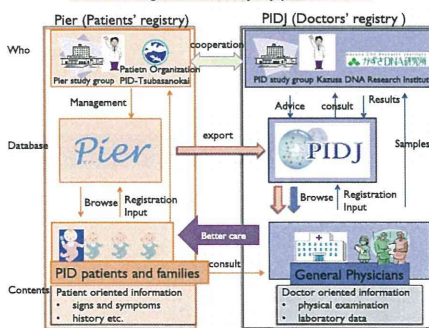 Pier (Patients' registry)
PIDJ (Doctors' registry )
Who
Pier study group
Patietn Organization
PID-Tsubasanokai
cooperation
PID study group
Kazusa DNA Research Institut
かずさDNA研究所
Management
Advice
consult
Results
Database
Pier
export
PIDJ
Samples
Browse
Registration
Input
Browse
Registration
Input
Better care
PID patients and families
consult
General Physicians
Contents
Patient oriented information
• signs and symptoms
• history etc.
Doctor oriented information
• physical examination
• laboratory data